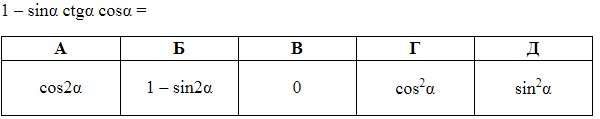 1 – sinα ctgα cosα =
А Б В Г Д
cos2α 1 – sin2α 0 cos²α sin²α